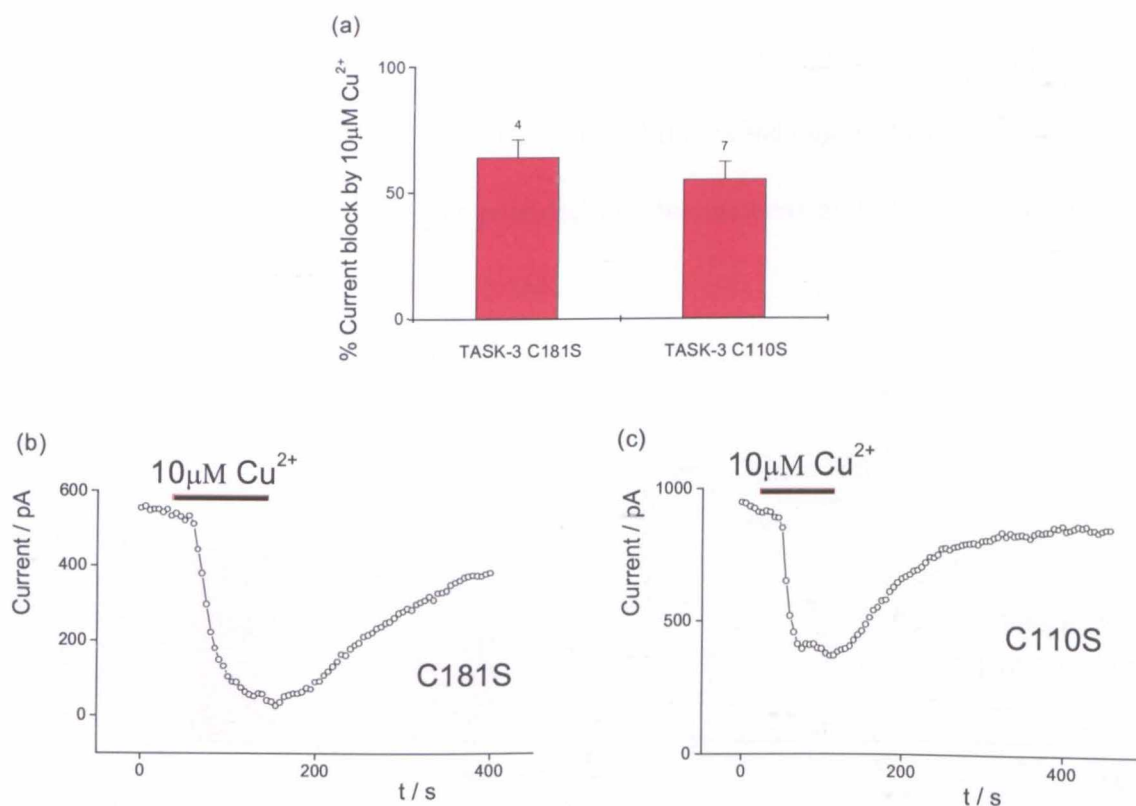 (a)
% Current block by 10μM Cu²⁺
100
50
0
4
7
TASK-3 C181S
TASK-3 C110S
(b)
10μM Cu²⁺
Current / pA
600
400
200
0
C181S
0
200
400
t / s
(c)
10μM Cu²⁺
Current / pA
1000
500
0
C110S
0
200
400
t / s